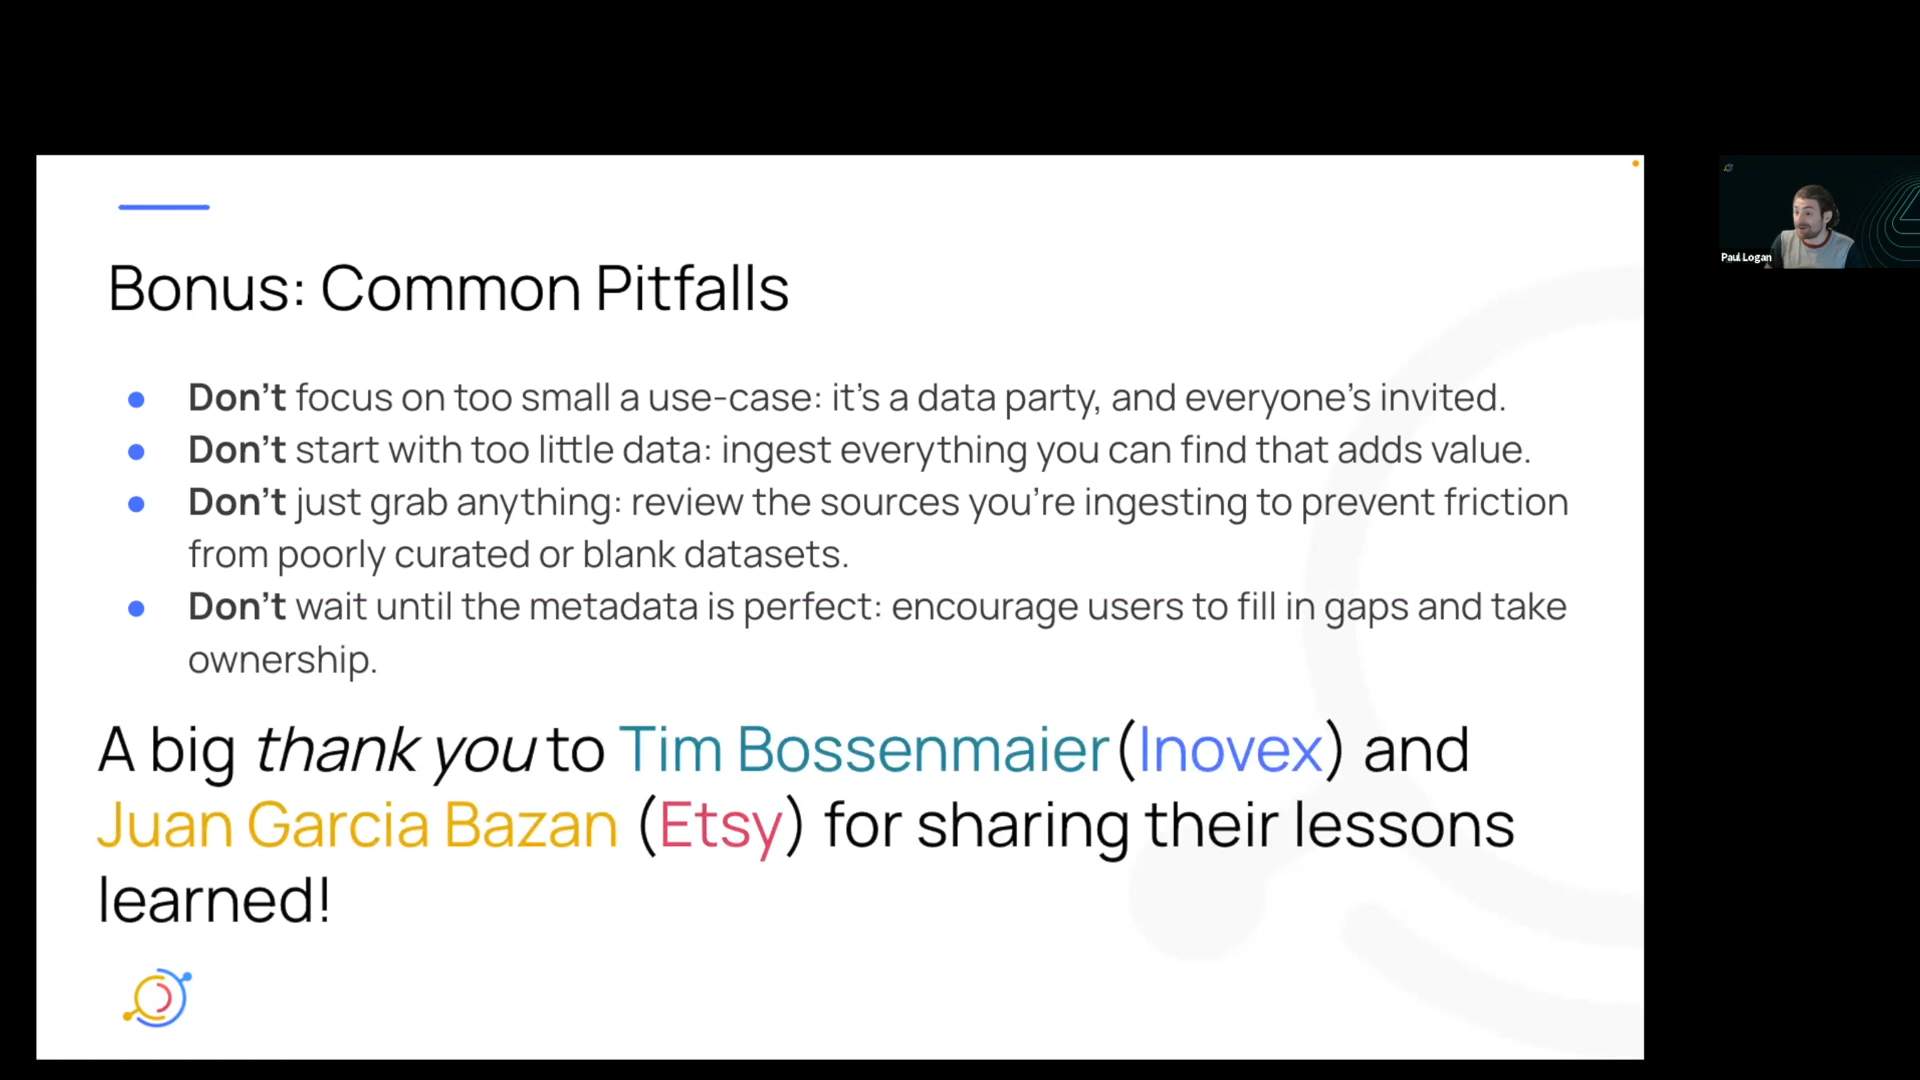 Bonus: Common Pitfalls
● Don’t focus on too small a use-case: it’s a data party, and everyone’s invited.
● Don’t start with too little data: ingest everything you can find that adds value.
● Don’t just grab anything: review the sources you’re ingesting to prevent friction
from poorly curated or blank datasets.
● Don’t wait until the metadata is perfect: encourage users to fill in gaps and take
ownership.
A big thank you to Tim Bossenmaier (Inovex) and
Juan Garcia Bazan (Etsy) for sharing their lessons
learned!
Paul Logan